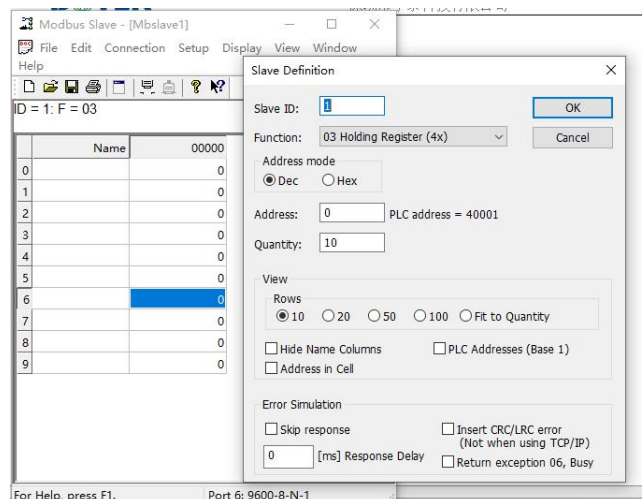 Modbus Slave - [Mbslave1]
File Edit Connection Setup Display View Window
Help
ID = 1: F = 03
Name 00000
0 0
1 0
2 0
3 0
4 0
5 0
6 0
7 0
8 0
9 0
For Help, press F1. Port 6: 9600-8-N-1
Slave Definition
Slave ID: 1 OK
Function: 03 Holding Register (4x) Cancel
Address mode
Dec Hex
Address: 0 PLC address = 40001
Quantity: 10
View
Rows
10 20 50 100 Fit to Quantity
Hide Name Columns PLC Addresses (Base 1)
Address in Cell
Error Simulation
Skip response Insert CRC/LRC error
(Not when using TCP/IP)
0 [ms] Response Delay
Return exception 06, Busy